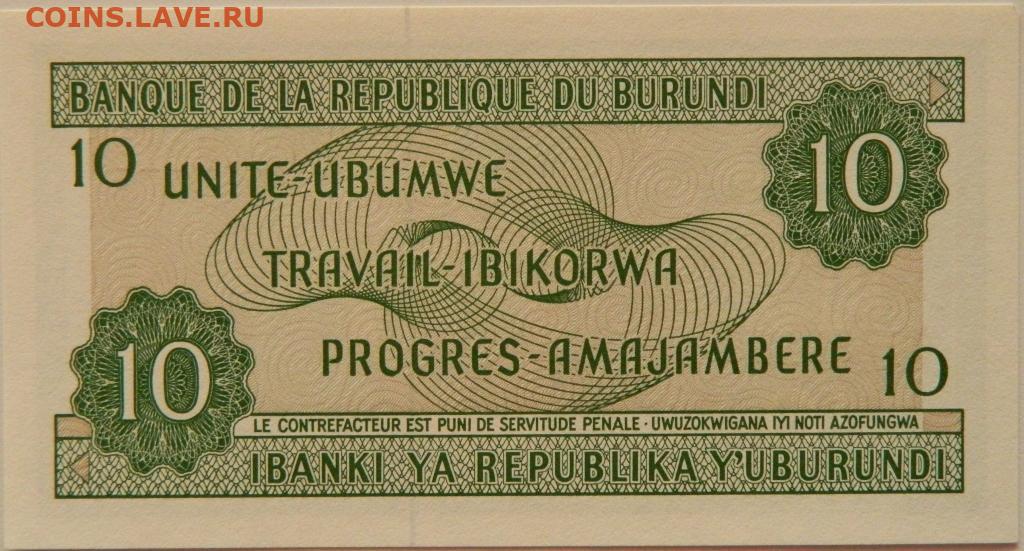 COINS.LAVE.RU
BANQUE DE LA REPUBLIQUE DU BURUNDI
10
10
UNITE-UBUMWE
TRAVAIL-IBIKORWA
PROGRES-AMAJAMBERE
10
10
LE CONTREFACTEUR EST PUNI DE SERVITUDE PENALE · UWUZOKWIGANA IYI NOTI AZOFUNGWA
IBANKI YA REPUBLIKA Y'UBURUNDI